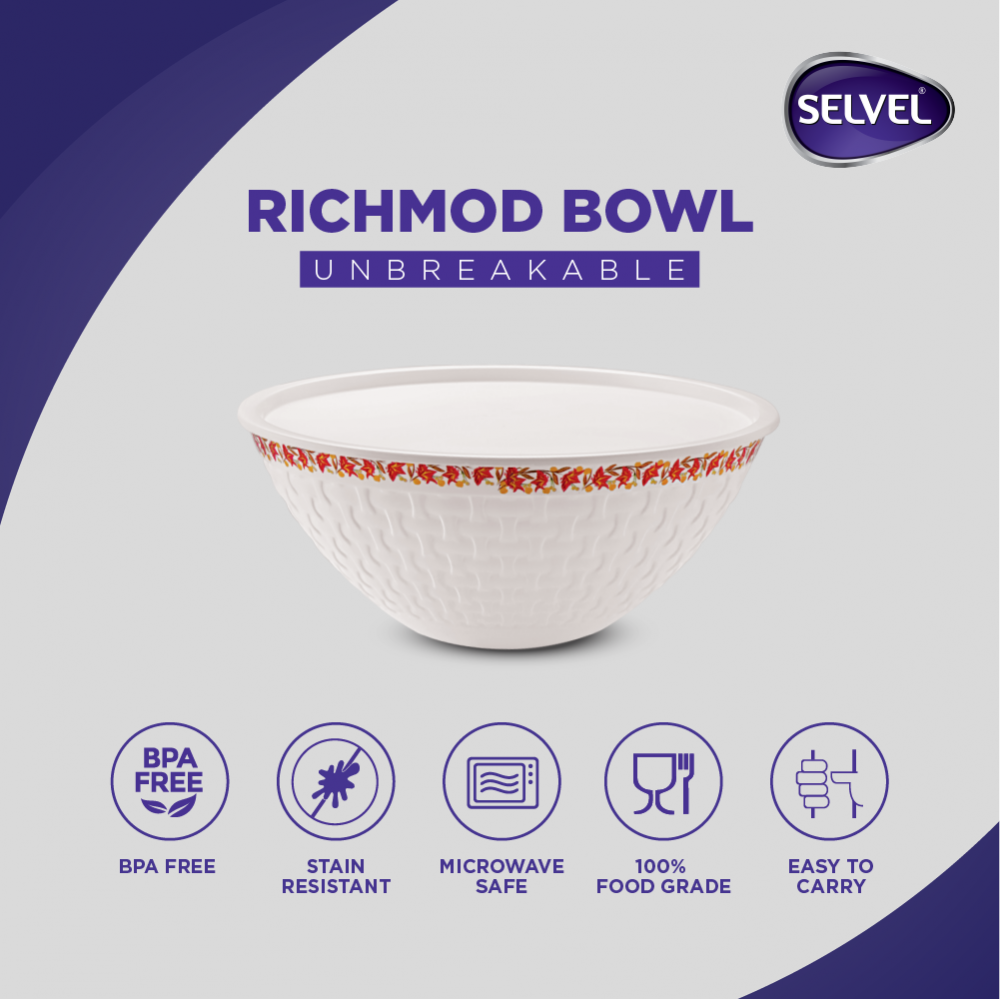 SELVEL®
RICHMOD BOWL
UNBREAKABLE
BPA
FREE
BPA FREE
STAIN
RESISTANT
MICROWAVE
SAFE
100%
FOOD GRADE
EASY TO
CARRY